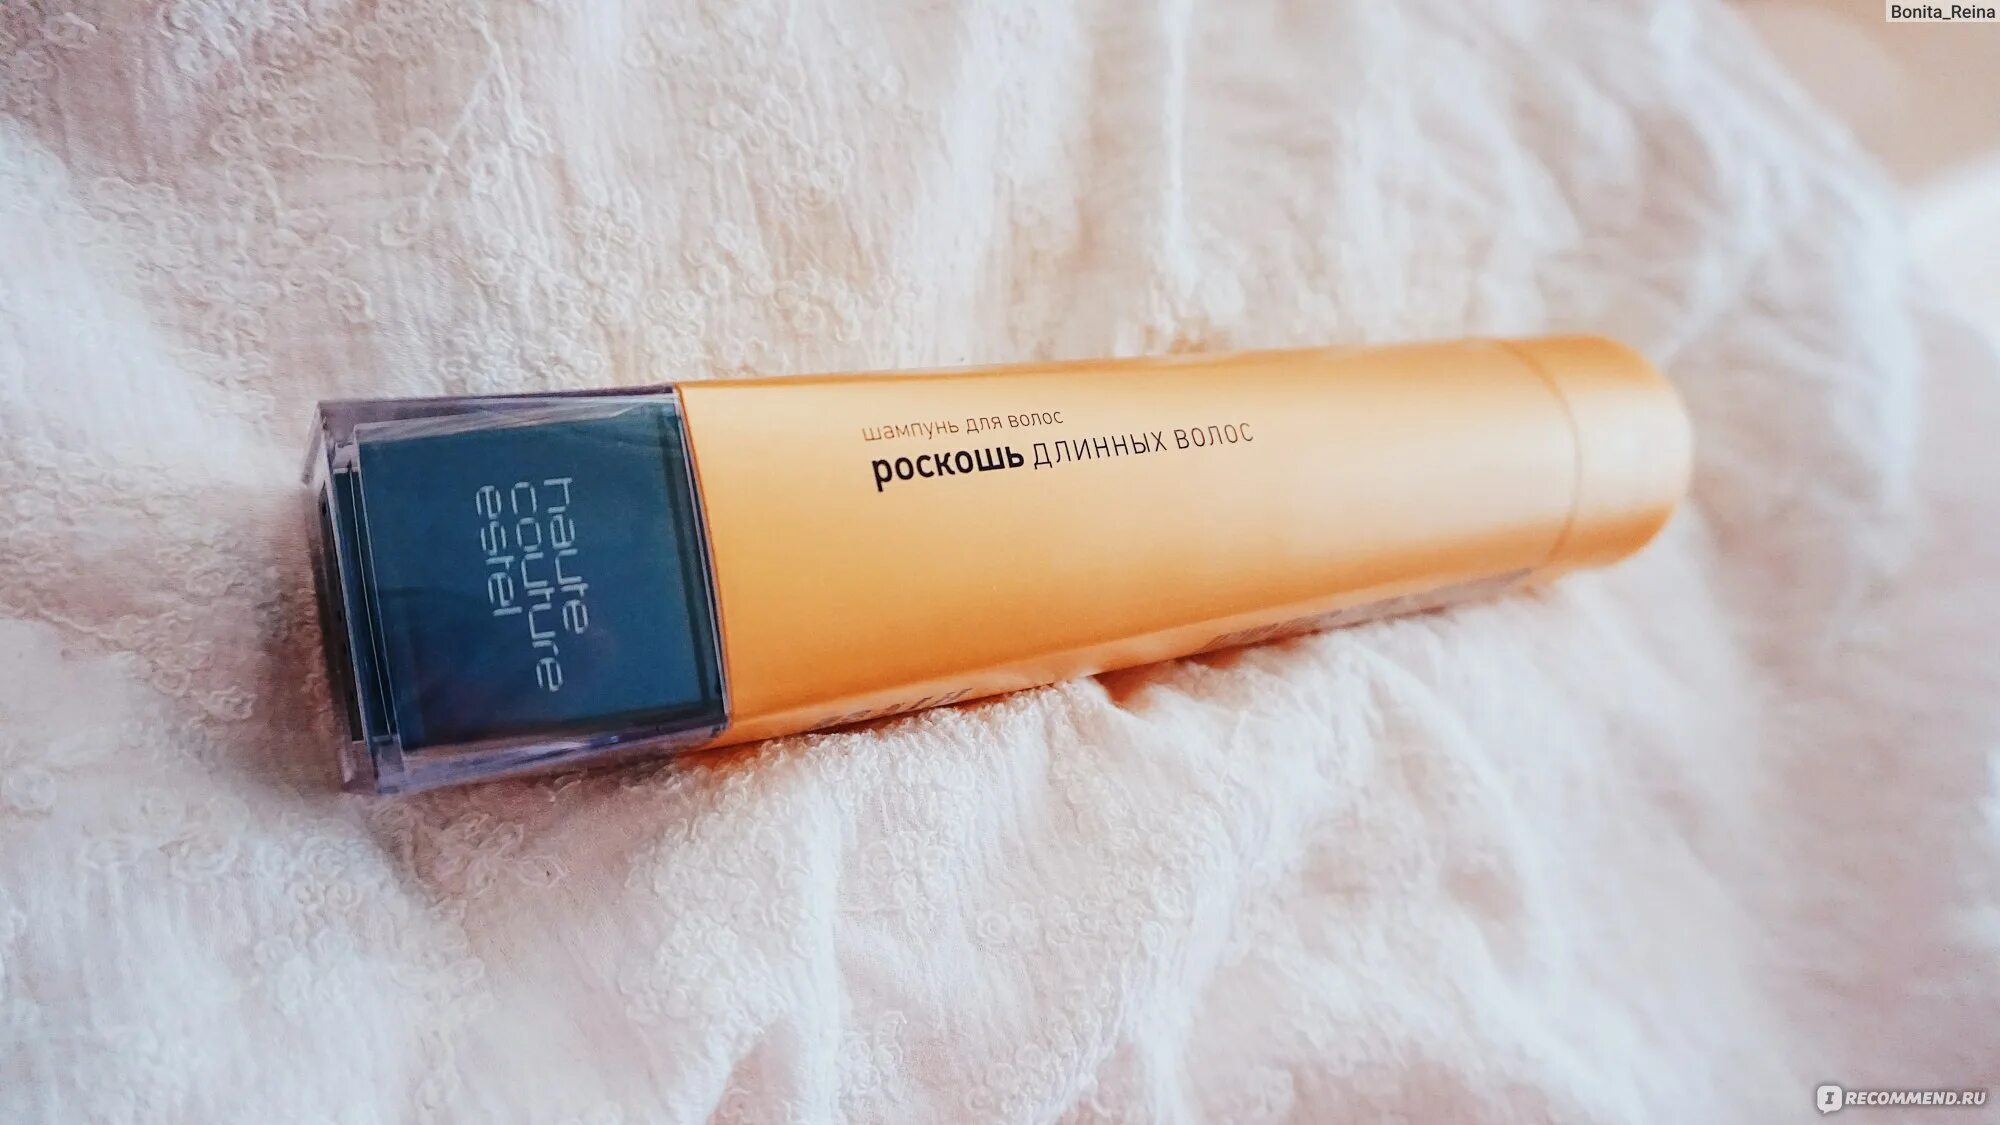 Bonita_Reina
шампунь для волос
роскошь длинных волос
haute
couture
estel
I RECOMMEND.RU